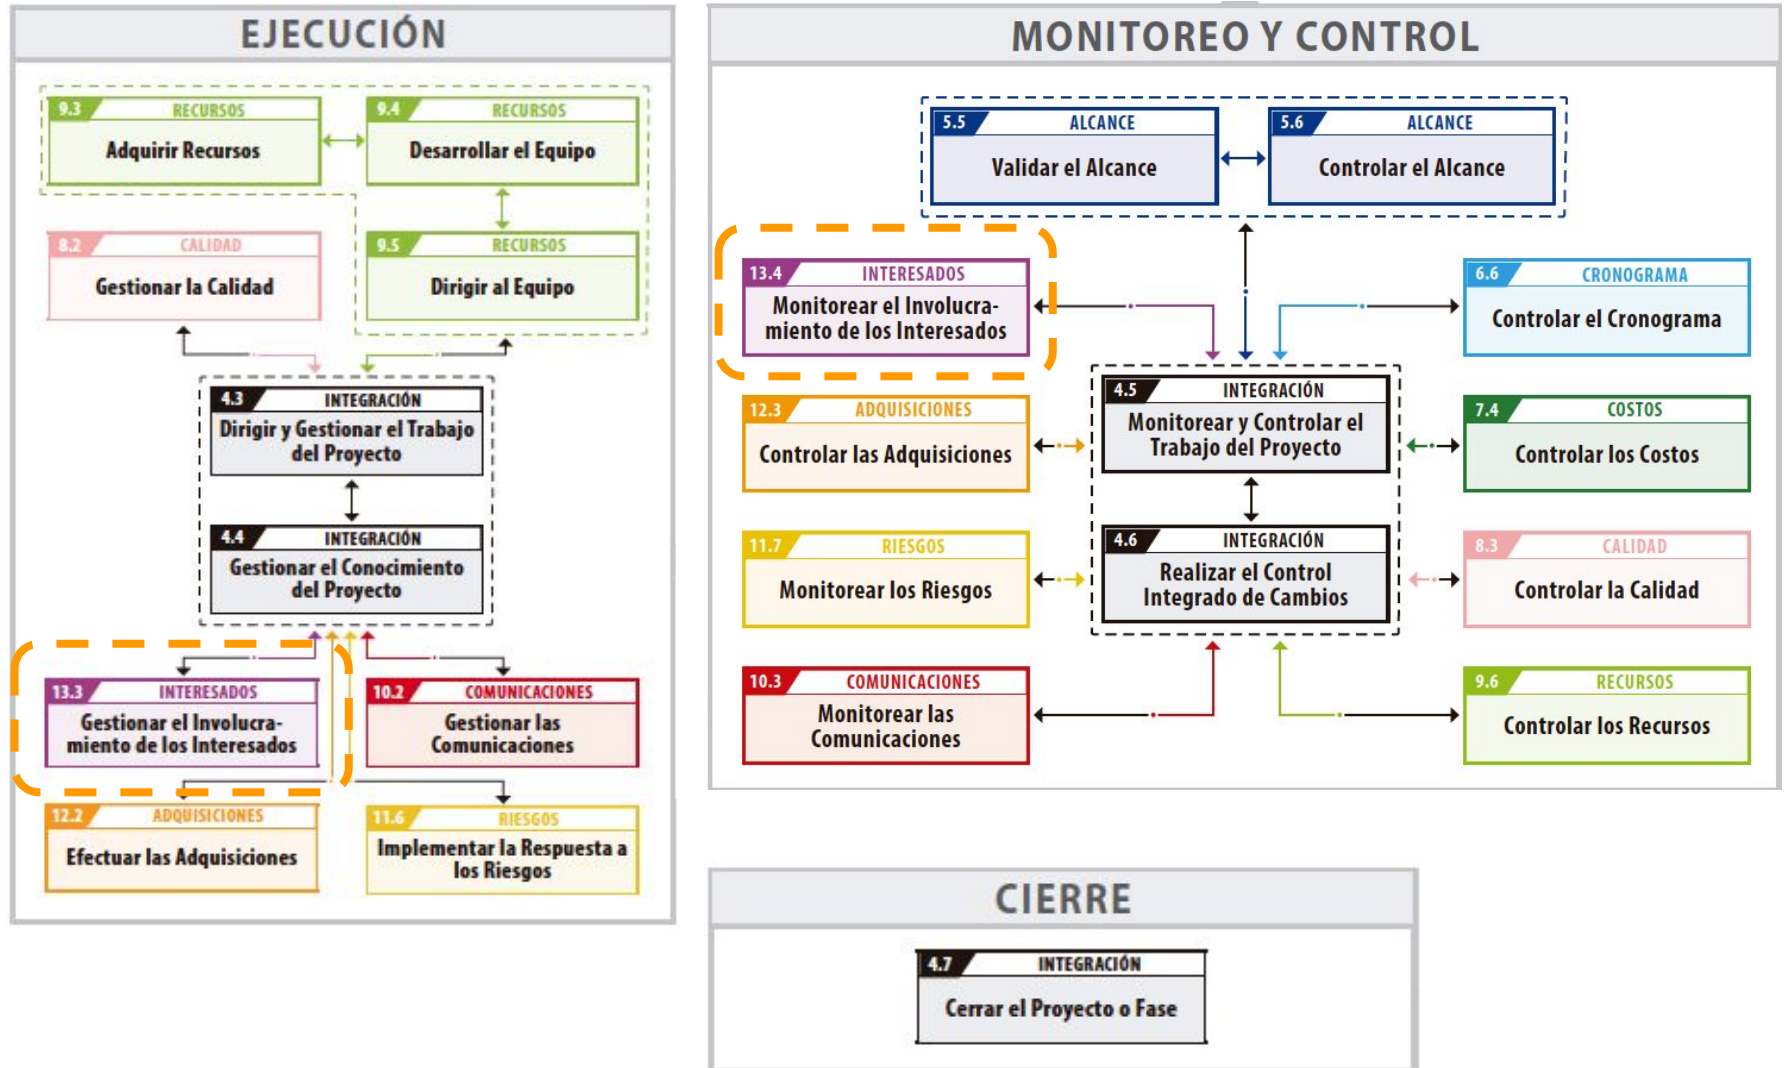 EJECUCIÓN
9.3 RECURSOS
Adquirir Recursos
9.4 RECURSOS
Desarrollar el Equipo
8.2 CALIDAD
Gestionar la Calidad
9.5 RECURSOS
Dirigir al Equipo
4.3 INTEGRACIÓN
Dirigir y Gestionar el Trabajo
del Proyecto
4.4 INTEGRACIÓN
Gestionar el Conocimiento
del Proyecto
13.3 INTERESADOS
Gestionar el Involucra-
miento de los Interesados
10.2 COMUNICACIONES
Gestionar las
Comunicaciones
12.2 ADQUISICIONES
Efectuar las Adquisiciones
11.6 RIESGOS
Implementar la Respuesta a
los Riesgos
MONITOREO Y CONTROL
5.5 ALCANCE
Validar el Alcance
5.6 ALCANCE
Controlar el Alcance
13.4 INTERESADOS
Monitorear el Involucra-
miento de los Interesados
6.6 CRONOGRAMA
Controlar el Cronograma
12.3 ADQUISICIONES
Controlar las Adquisiciones
4.5 INTEGRACIÓN
Monitorear y Controlar el
Trabajo del Proyecto
7.4 COSTOS
Controlar los Costos
11.7 RIESGOS
Monitorear los Riesgos
4.6 INTEGRACIÓN
Realizar el Control
Integrado de Cambios
8.3 CALIDAD
Controlar la Calidad
10.3 COMUNICACIONES
Monitorear las
Comunicaciones
9.6 RECURSOS
Controlar los Recursos
CIERRE
4.7 INTEGRACIÓN
Cerrar el Proyecto o Fase